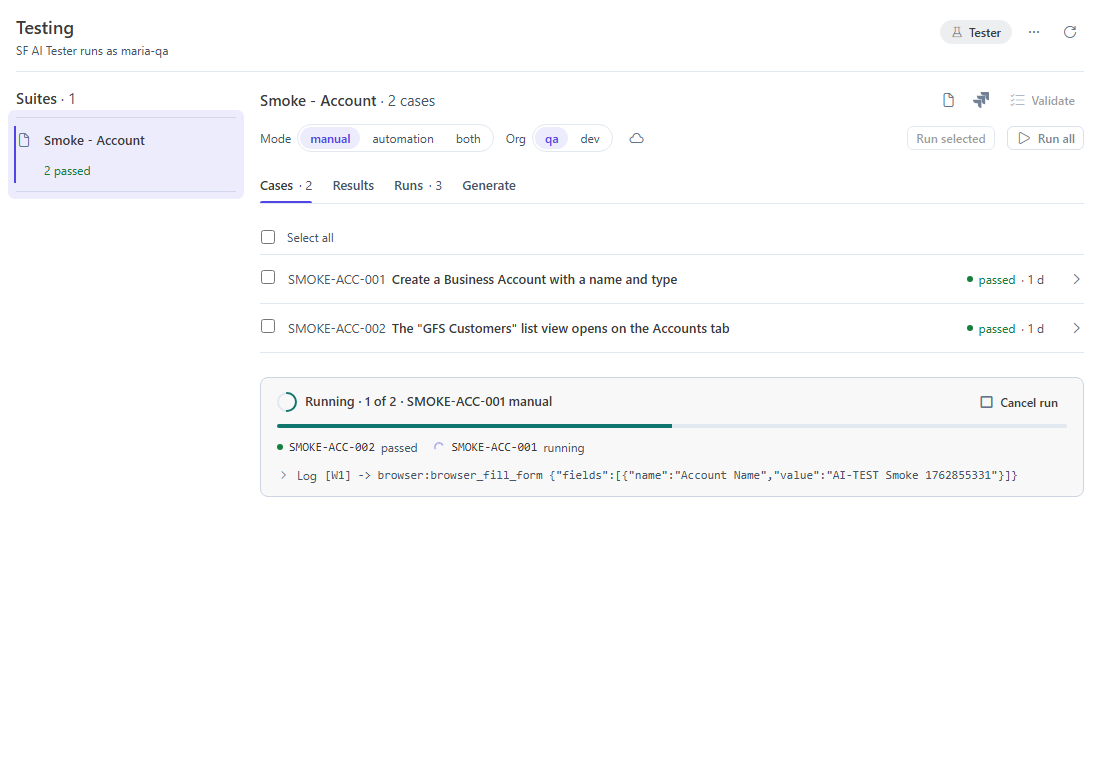 Testing
SF AI Tester runs as maria-qa
Tester
Suites · 1
Smoke - Account
2 passed
Smoke - Account · 2 cases
Validate
Mode manual automation both Org qa dev
Run selected Run all
Cases · 2 Results Runs · 3 Generate
Select all
SMOKE-ACC-001 Create a Business Account with a name and type passed · 1 d
SMOKE-ACC-002 The "GFS Customers" list view opens on the Accounts tab passed · 1 d
Running · 1 of 2 · SMOKE-ACC-001 manual Cancel run
SMOKE-ACC-002 passed SMOKE-ACC-001 running
Log [W1] -> browser:browser_fill_form {"fields":[{"name":"Account Name","value":"AI-TEST Smoke 1762855331"}]}